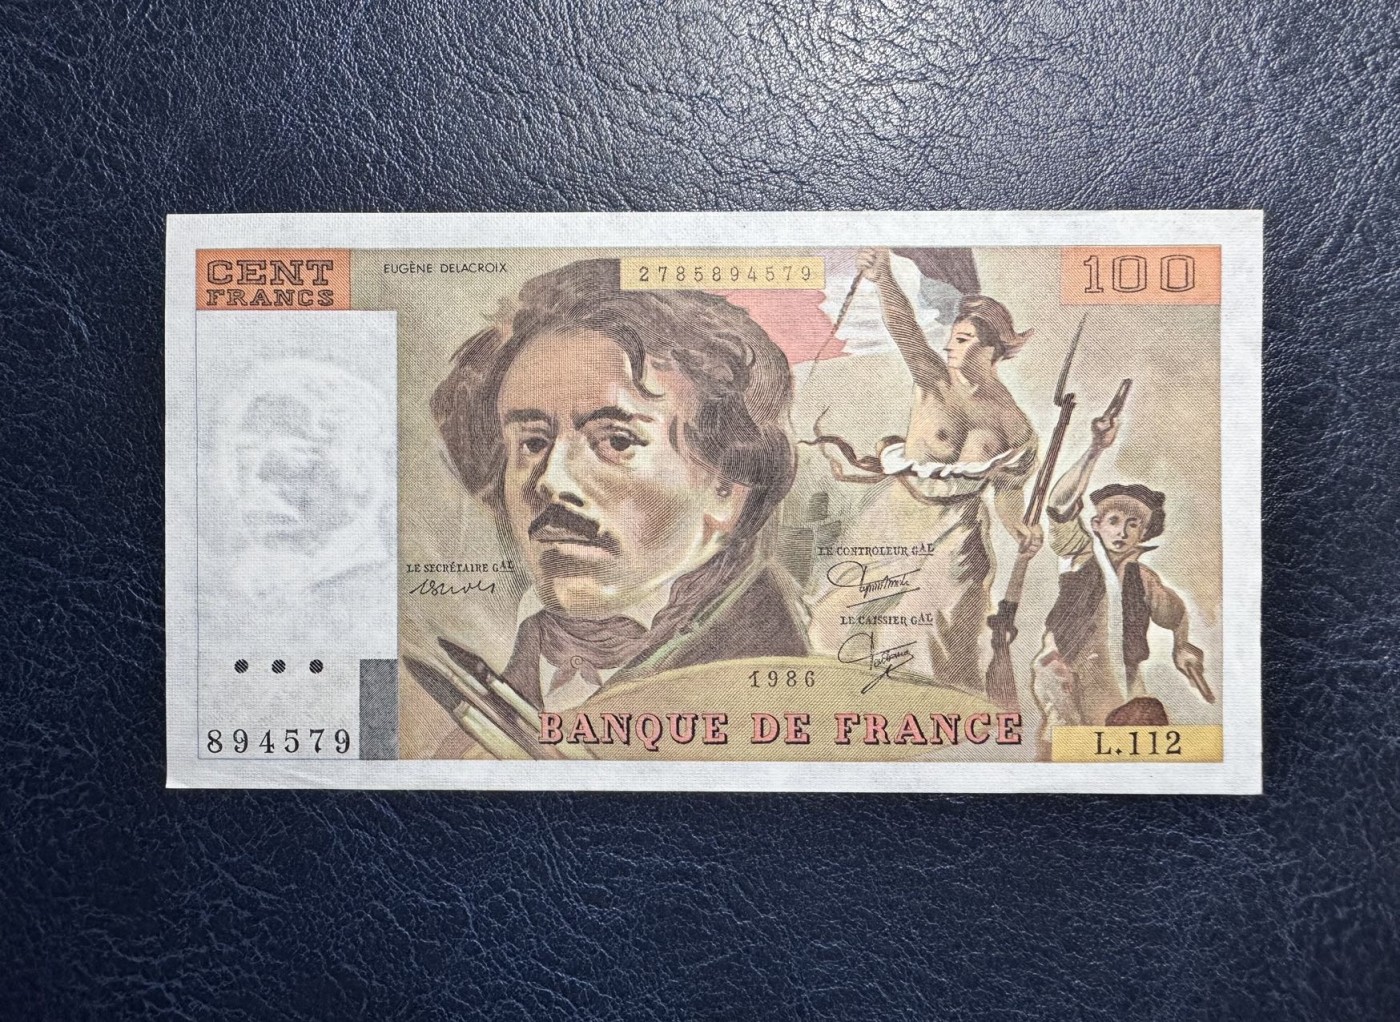 CENT
FRANCS
EUGÈNE DELACROIX
2785894579
100
LE CONTROLEUR GAL
LE SECRÉTAIRE GAL
LE CAISSIER GAL
1986
BANQUE DE FRANCE
894579
L.112